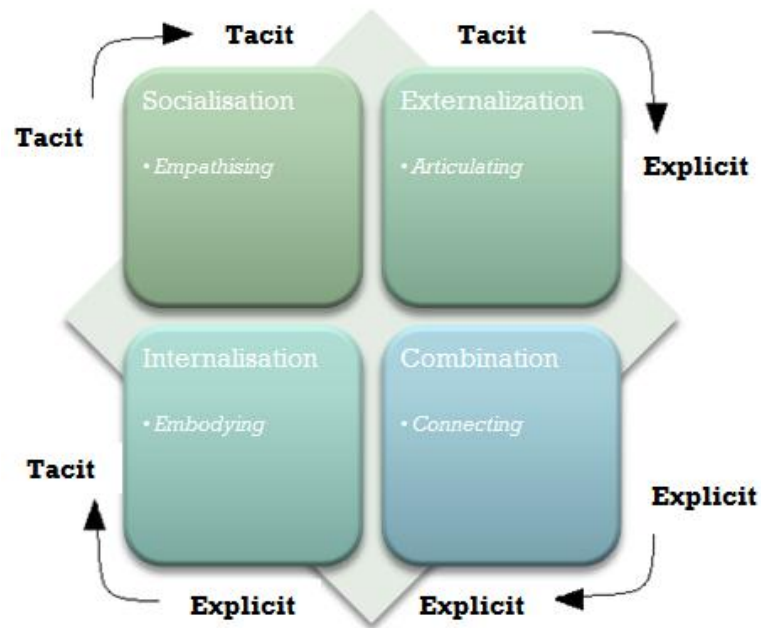 Tacit
Tacit
Socialisation
Externalization
Tacit
• Empathising
• Articulating
Explicit
Internalisation
Combination
• Embodying
• Connecting
Tacit
Explicit
Explicit
Explicit